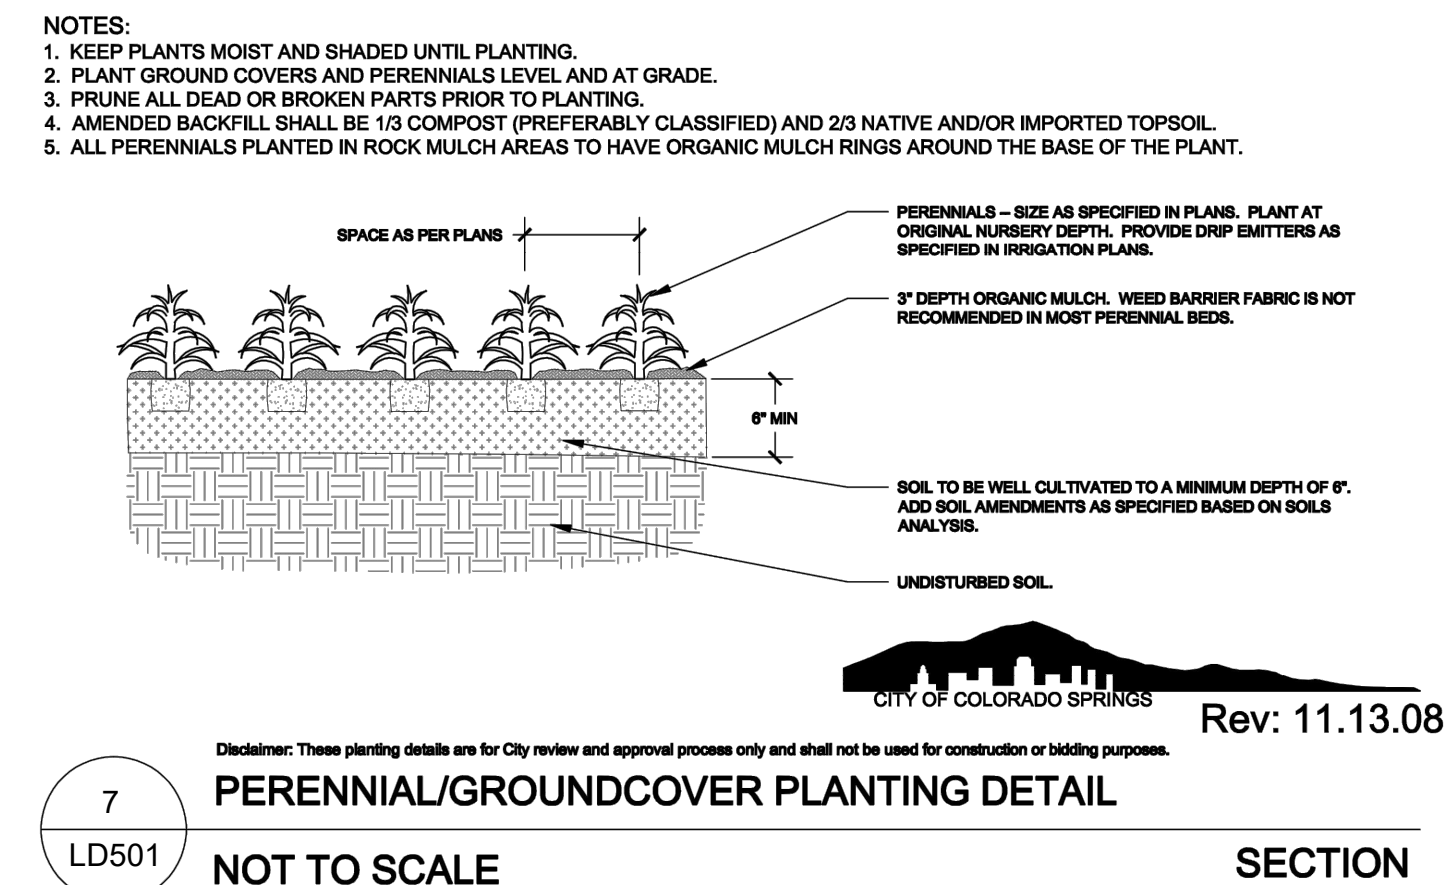 NOTES:
1. KEEP PLANTS MOIST AND SHADED UNTIL PLANTING.
2. PLANT GROUND COVERS AND PERENNIALS LEVEL AND AT GRADE.
3. PRUNE ALL DEAD OR BROKEN PARTS PRIOR TO PLANTING.
4. AMENDED BACKFILL SHALL BE 1/3 COMPOST (PREFERABLY CLASSIFIED) AND 2/3 NATIVE AND/OR IMPORTED TOPSOIL.
5. ALL PERENNIALS PLANTED IN ROCK MULCH AREAS TO HAVE ORGANIC MULCH RINGS AROUND THE BASE OF THE PLANT.
SPACE AS PER PLANS
PERENNIALS – SIZE AS SPECIFIED IN PLANS. PLANT AT
ORIGINAL NURSERY DEPTH. PROVIDE DRIP EMITTERS AS
SPECIFIED IN IRRIGATION PLANS.
3" DEPTH ORGANIC MULCH. WEED BARRIER FABRIC IS NOT
RECOMMENDED IN MOST PERENNIAL BEDS.
6" MIN
SOIL TO BE WELL CULTIVATED TO A MINIMUM DEPTH OF 6".
ADD SOIL AMENDMENTS AS SPECIFIED BASED ON SOILS
ANALYSIS.
UNDISTURBED SOIL.
CITY OF COLORADO SPRINGS
Rev: 11.13.08
Disclaimer: These planting details are for City review and approval process only and shall not be used for construction or bidding purposes.
7
PERENNIAL/GROUNDCOVER PLANTING DETAIL
LD501
NOT TO SCALE
SECTION